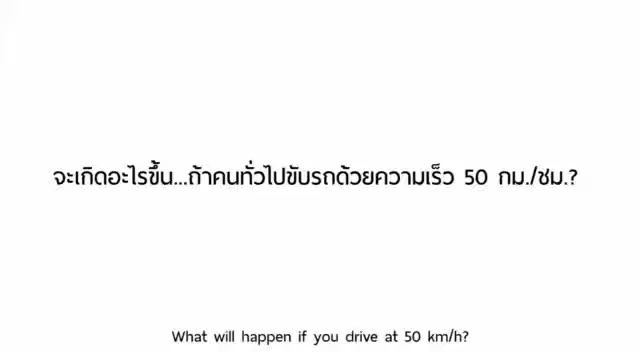 จะเกิดอะไรขึ้น...ถ้าคนทั่วไปขับรถด้วยความเร็ว 50 กม./ชม.?
What will happen if you drive at 50 km/h?